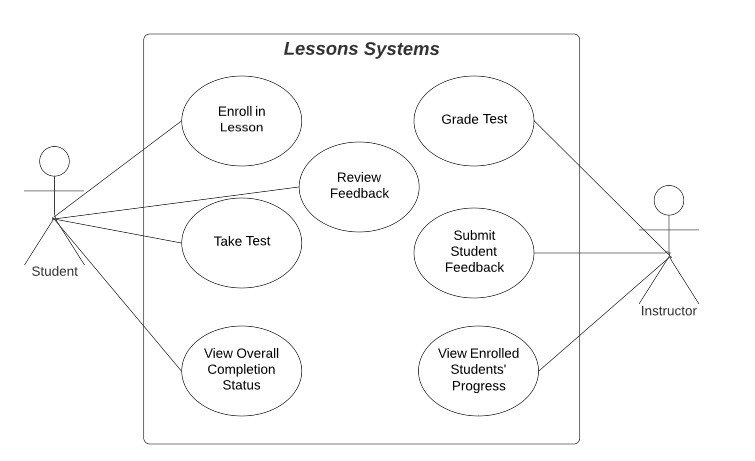 Lessons Systems
Enroll in
Lesson
Grade Test
Review
Feedback
Take Test
Submit
Student
Feedback
Student
Instructor
View Overall
Completion
Status
View Enrolled
Students'
Progress